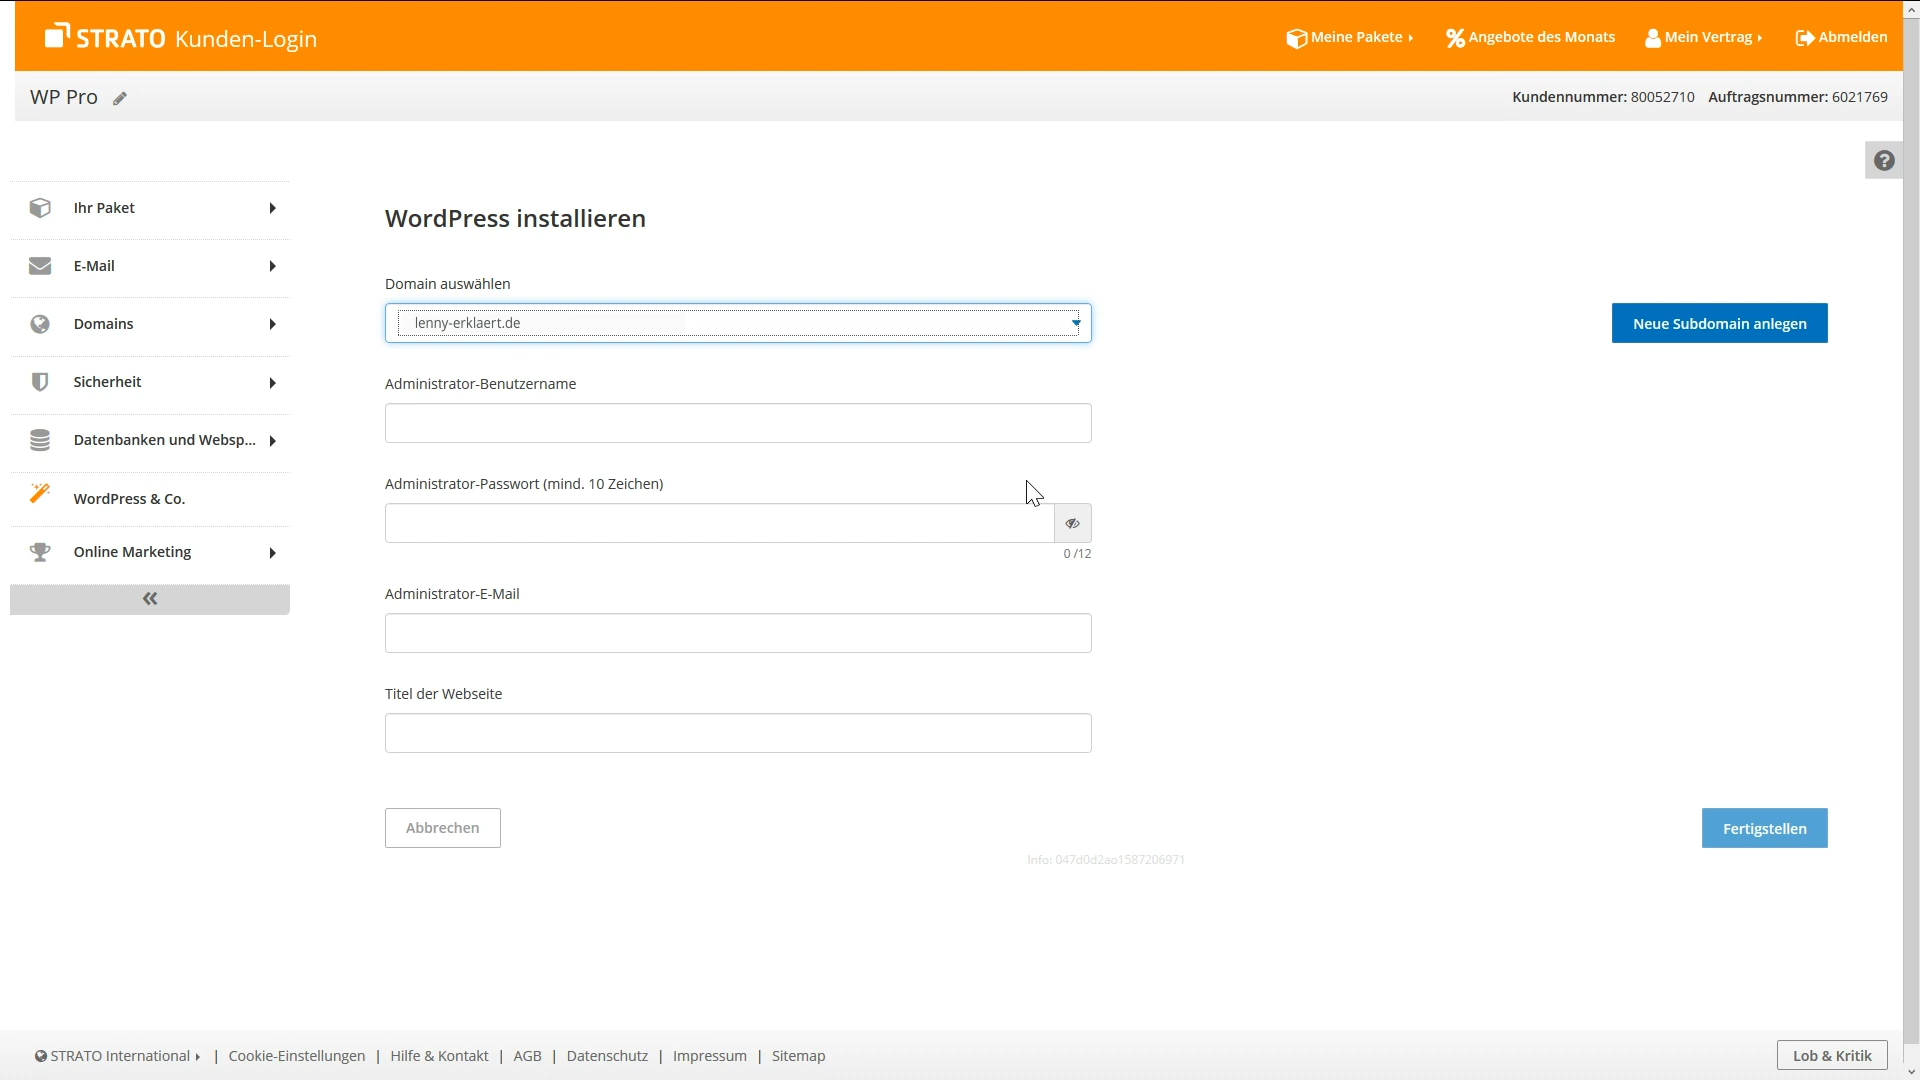 STRATO Kunden-Login
Meine Pakete
Angebote des Monats
Mein Vertrag
Abmelden
WP Pro
Kundennummer: 80052710 Auftragsnummer: 6021769
Ihr Paket
E-Mail
Domains
Sicherheit
Datenbanken und Websp...
WordPress & Co.
Online Marketing
WordPress installieren
Domain auswählen
lenny-erklaert.de
Neue Subdomain anlegen
Administrator-Benutzername
Administrator-Passwort (mind. 10 Zeichen)
0 /12
Administrator-E-Mail
Titel der Webseite
Abbrechen
Fertigstellen
Info: 047d0d2ao1587206971
STRATO International | Cookie-Einstellungen | Hilfe & Kontakt | AGB | Datenschutz | Impressum | Sitemap
Lob & Kritik